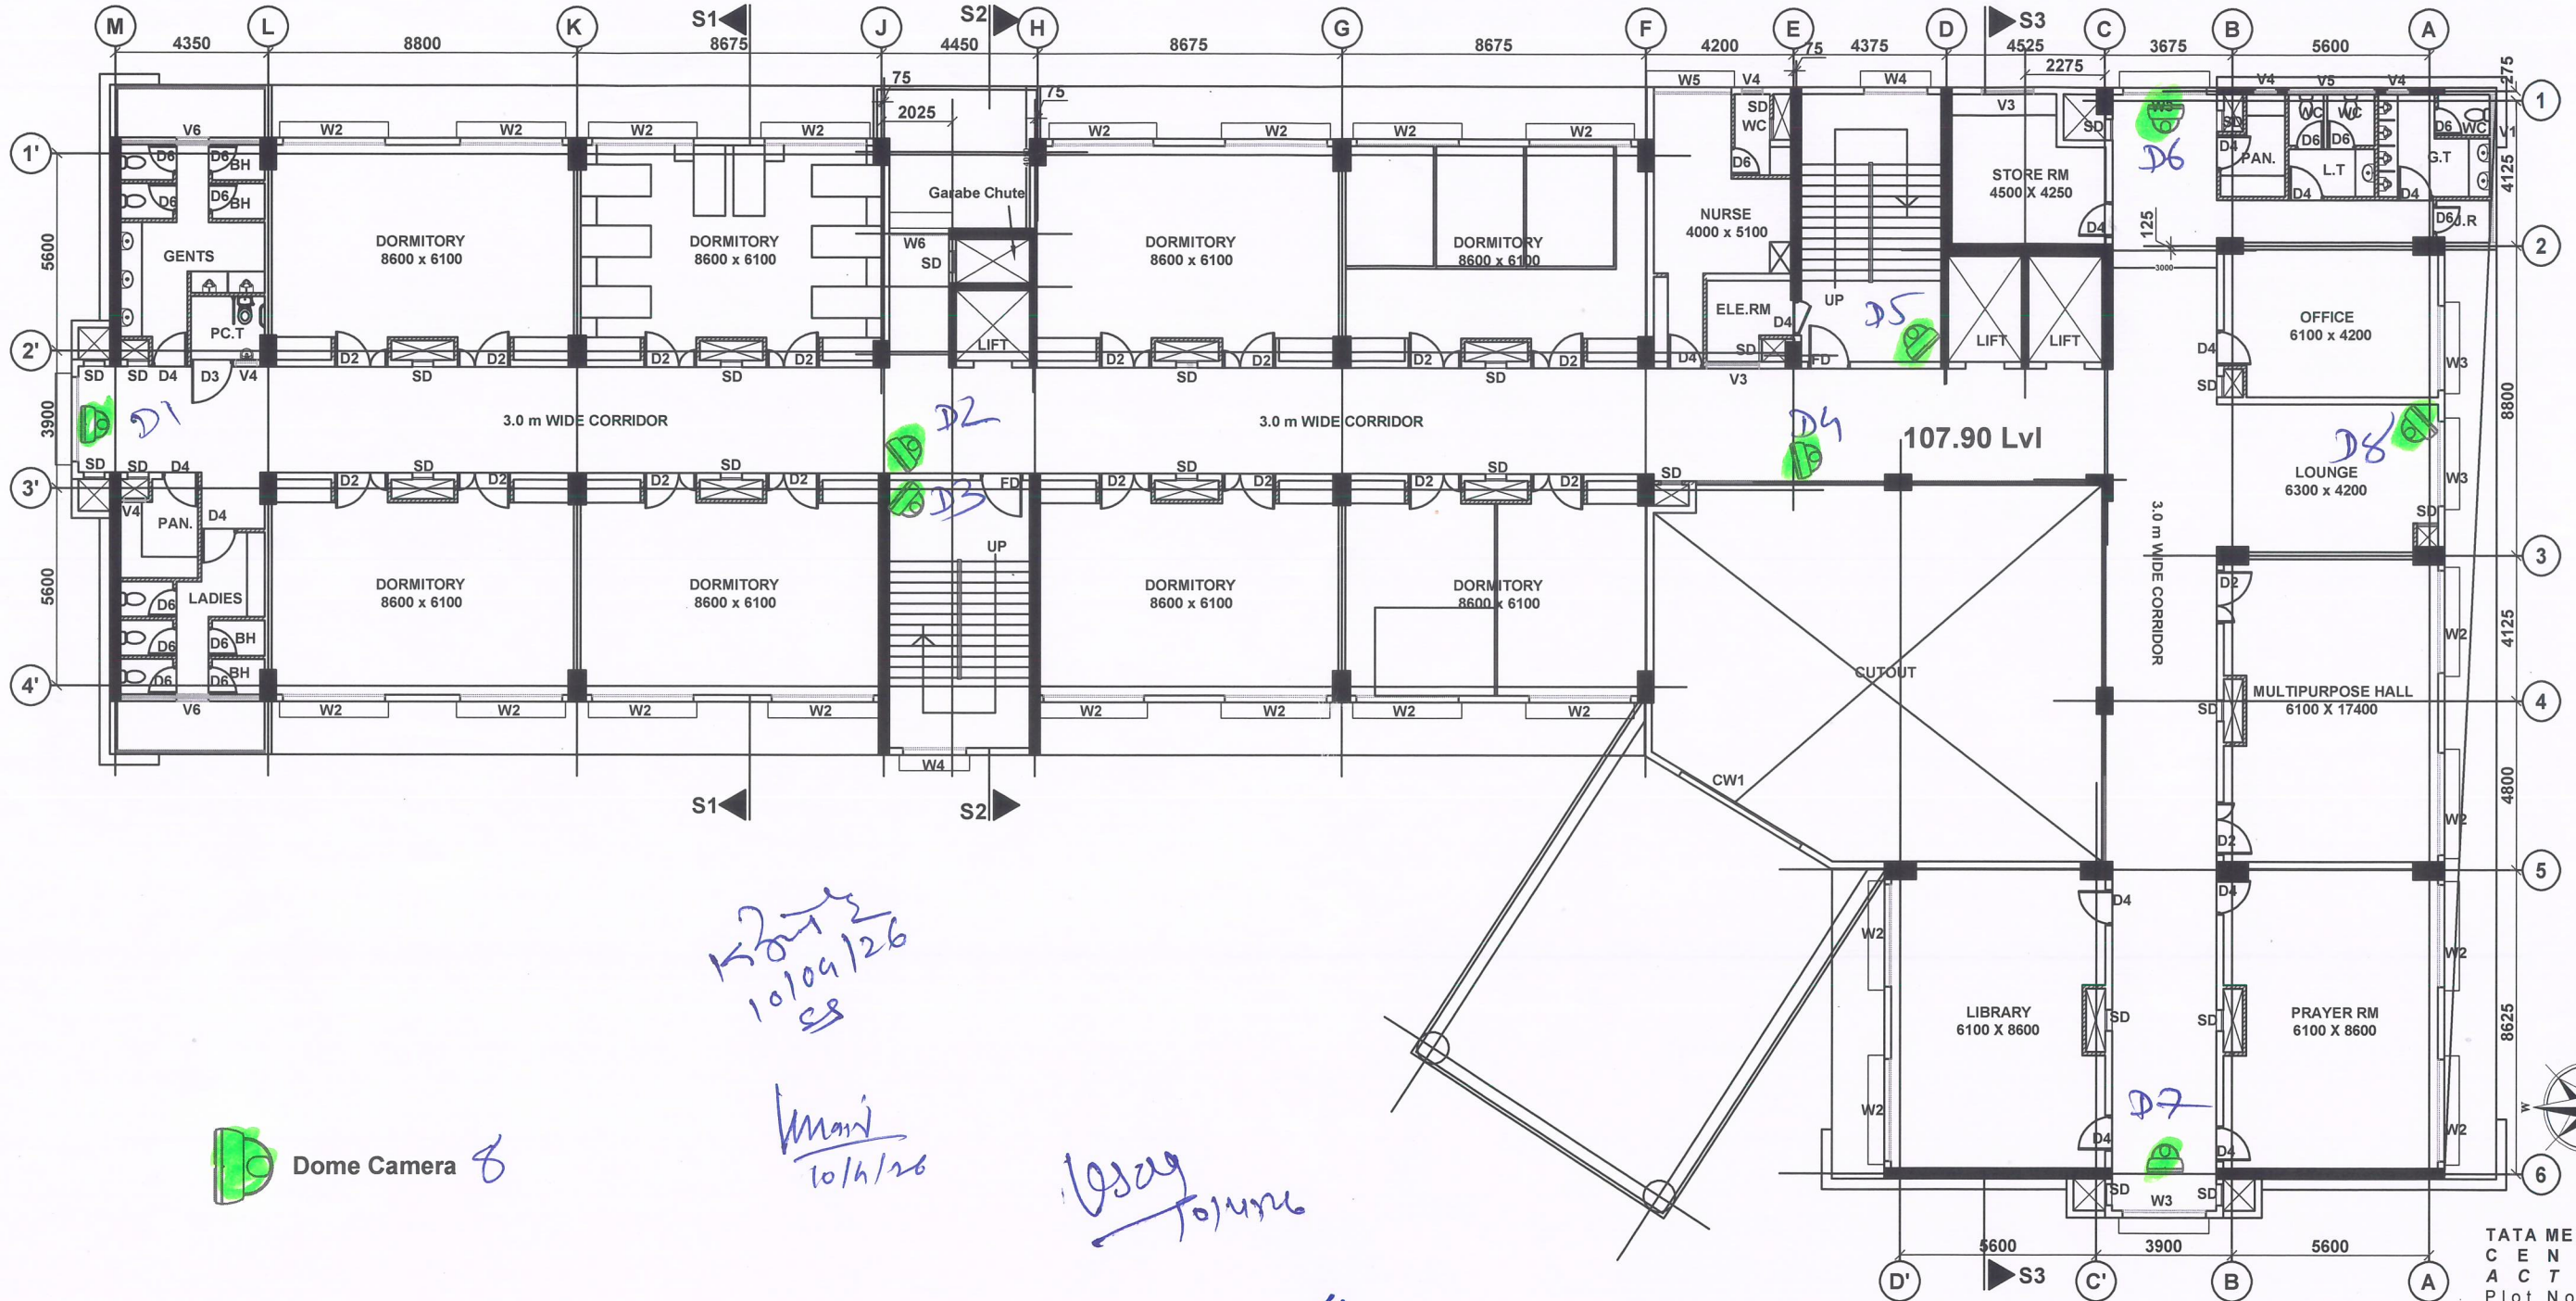 M L K S1 J S2 H G F E D S3 C B A
4350 8800 8675 4450 8675 8675 4200 75 4375 4525 3675 5600
2275
75 75
2025
275
W5 V4 W4 V3 W3 V4 V5 V4
1
V6 W2 W2 W2 W2 W2 W2 W2 W2
SD WC SD SD WC WC D6 WC V1
1'
D6 D6 BH
D6 D6 BH
D6 D4 PAN. D6 D6 L.T G.T
D6
D4 D4
4125
Garabe Chute
STORE RM
4500 X 4250
NURSE
4000 x 5100
D4 125 D6 J.R
5600
GENTS
DORMITORY
8600 x 6100
DORMITORY
8600 x 6100
W6
SD
DORMITORY
8600 x 6100
DORMITORY
8600 x 6100
2
3000
UP
D5
ELE.RM
D4
OFFICE
6100 x 4200
PC.T
LIFT
LIFT LIFT
2'
D2 D2 D2 D2 D2 D2 D2 D2 D4 SD FD D4 W3
SD SD D4 D3 V4 SD SD SD SD V3 SD
3900
D1
3.0 m WIDE CORRIDOR
D2
3.0 m WIDE CORRIDOR
D4
107.90 Lvl
D8
8800
LOUNGE
6300 x 4200
W3
SD SD D4 SD SD SD SD SD
3'
D2 D2 D2 D2 D3 FD D2 D2 D2 D2
V4 PAN. D4 SD
3.0 m WIDE CORRIDOR
UP
3
5600
D6 LADIES
DORMITORY
8600 x 6100
DORMITORY
8600 x 6100
DORMITORY
8600 x 6100
DORMITORY
8600 x 6100
D2
D6 D6 BH
D6 D6 BH
4125
W2
CUTOUT
4'
SD
MULTIPURPOSE HALL
6100 X 17400
4
V6 W2 W2 W2 W2 W2 W2 W2 W2
W4
CW1
S1 S2
4800
W2
D2
5
D4 D4
W2 W2
D6
10/04/26
SS
LIBRARY
6100 X 8600
SD SD
PRAYER RM
6100 X 8600
8625
D7
W2 W2
D4 D4
W
Dome Camera 8
10/4/26
6
SD W3 SD
5600 3900 5600
D' S3 C' B A
TATA ME
C E N
A C T
Plot No